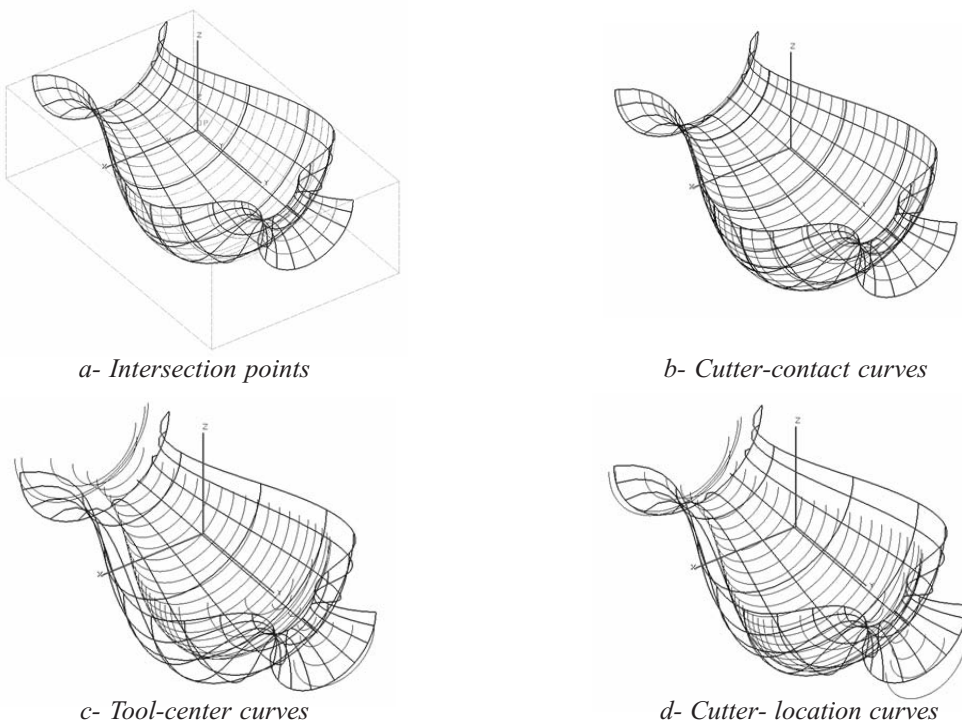 Z
X
Y
a- Intersection points
Z
X
Y
b- Cutter-contact curves
Z
X
Y
c- Tool-center curves
Z
X
Y
d- Cutter- location curves